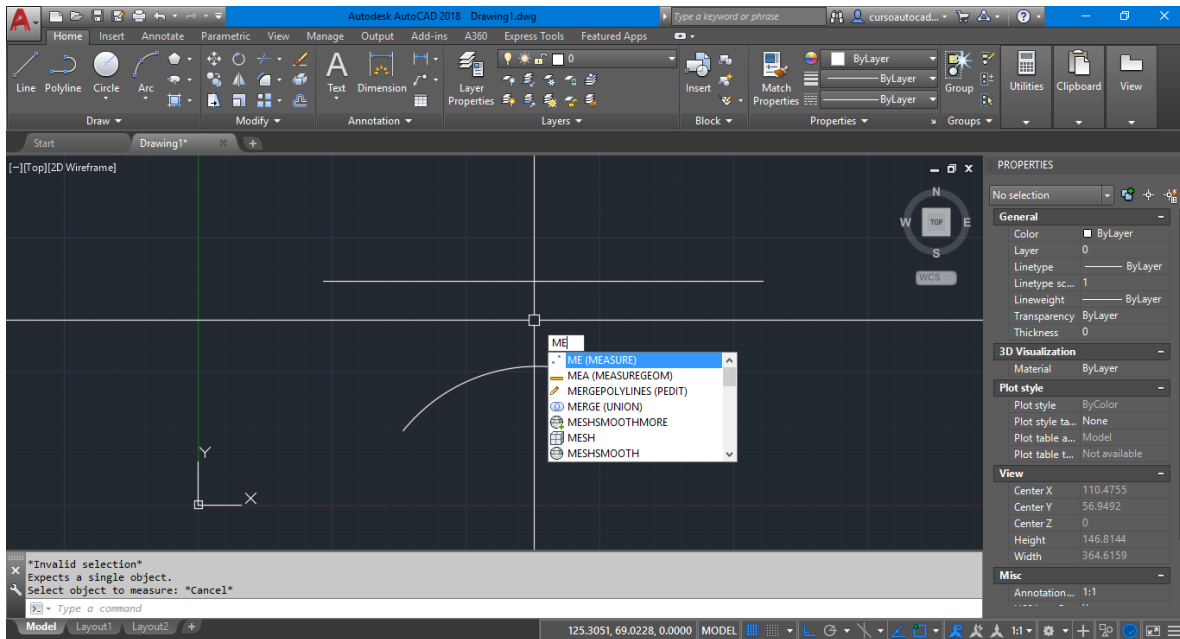 Autodesk AutoCAD 2018 Drawing1.dwg
Type a keyword or phrase
cursoautocad...
Home Insert Annotate Parametric View Manage Output Add-ins A360 Express Tools Featured Apps
Line Polyline Circle Arc
Draw
Modify
Text Dimension
Annotation
Layer Properties
0
Layers
Insert
Block
Match Properties
ByLayer
ByLayer
ByLayer
Properties
Group
Groups
Utilities
Clipboard
View
Start Drawing1*
[−][Top][2D Wireframe]
N
W TOP E
S
WCS
ME
ME (MEASURE)
MEA (MEASUREGEOM)
MERGEPOLYLINES (PEDIT)
MERGE (UNION)
MESHSMOOTHMORE
MESH
MESHSMOOTH
Y
X
PROPERTIES
No selection
General
Color ByLayer
Layer 0
Linetype ByLayer
Linetype sc... 1
Lineweight ByLayer
Transparency ByLayer
Thickness 0
3D Visualization
Material ByLayer
Plot style
Plot style ByColor
Plot style ta... None
Plot table a... Model
Plot table t... Not available
View
Center X 110.4755
Center Y 56.9492
Center Z 0
Height 146.8144
Width 364.6159
Misc
Annotation... 1:1
*Invalid selection*
Expects a single object.
Select object to measure: *Cancel*
Type a command
Model Layout1 Layout2
125.3051, 69.0228, 0.0000 MODEL 1:1